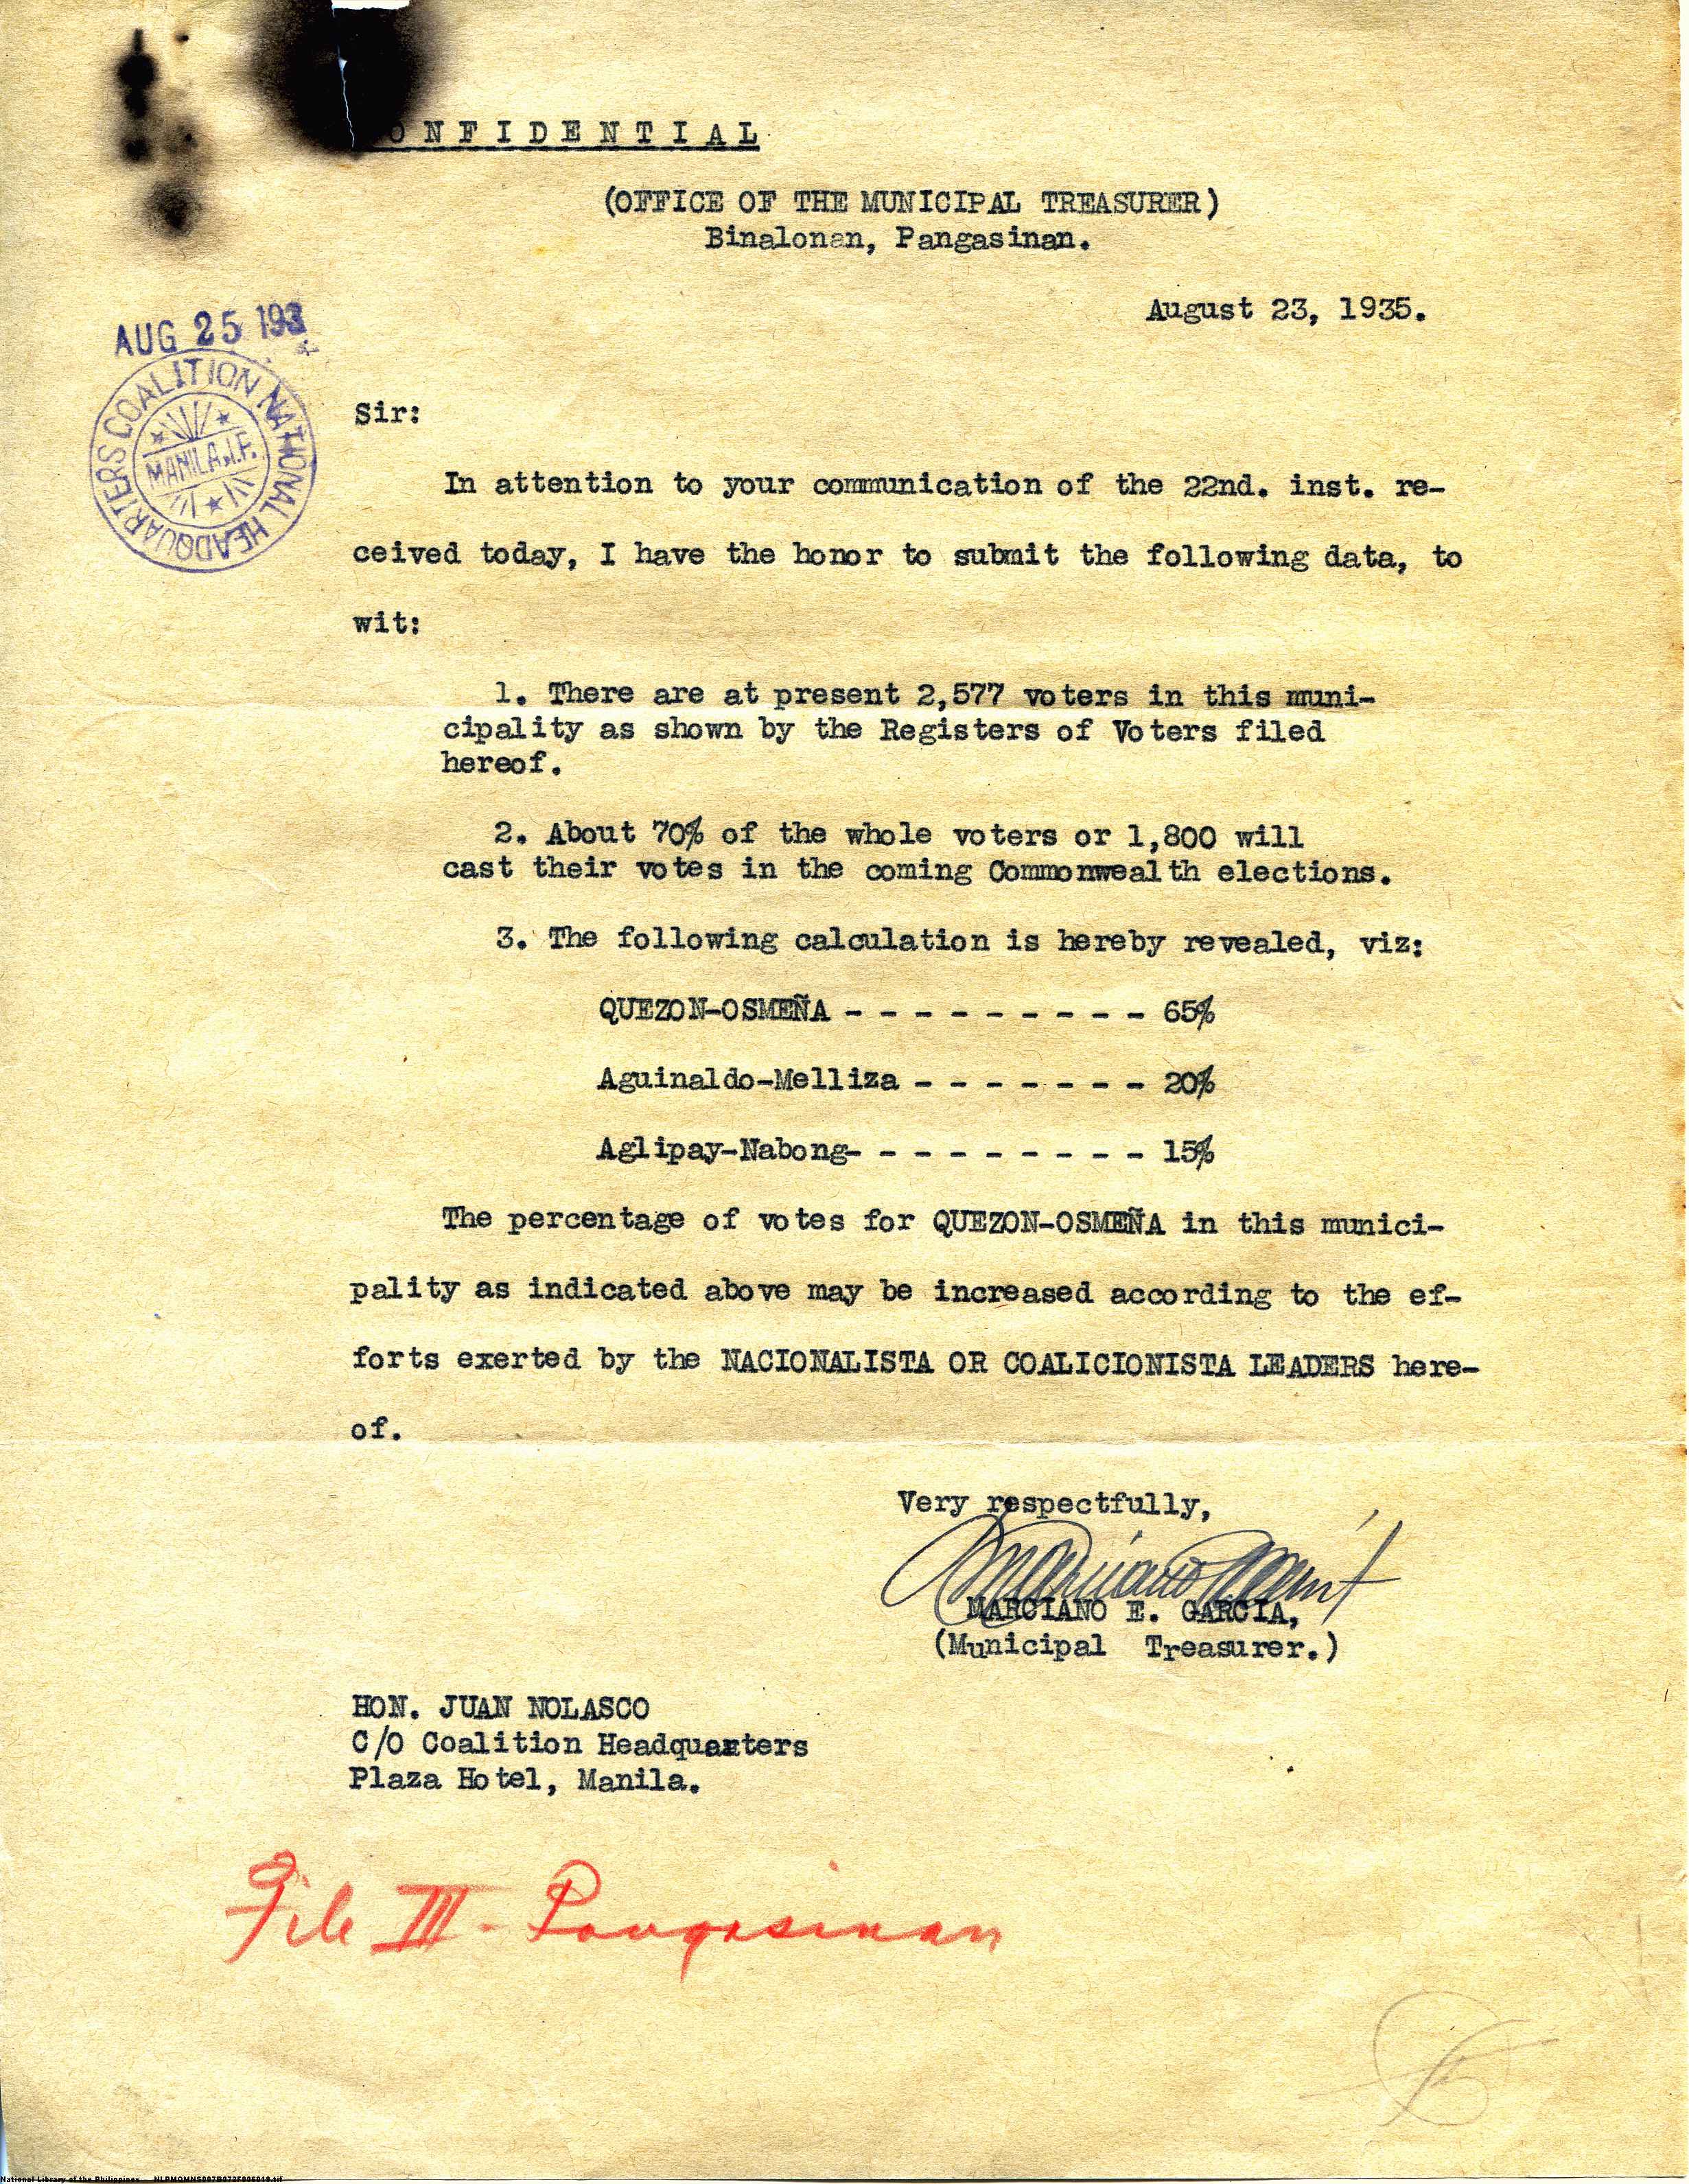 ONFIDENTIAL
(OFFICE OF THE MUNICIPAL TREASURER)
Binalonan, Pangasinan.
August 23, 1935.
AUG 25 193
COALITION NATIONAL HEADQUARTERS
MANILA, I.F.
Sir:
In attention to your communication of the 22nd. inst. re-
ceived today, I have the honor to submit the following data, to
wit:
1. There are at present 2,577 voters in this muni-
cipality as shown by the Registers of Voters filed
hereof.
2. About 70% of the whole voters or 1,800 will
cast their votes in the coming Commonwealth elections.
3. The following calculation is hereby revealed, viz:
QUEZON-OSMEÑA - - - - - - - - - 65%
Aguinaldo-Melliza - - - - - - - 20%
Aglipay-Nabong- - - - - - - - - 15%
The percentage of votes for QUEZON-OSMEÑA in this munici-
pality as indicated above may be increased according to the ef-
forts exerted by the NACIONALISTA OR COALICIONISTA LEADERS here-
of.
Very respectfully,
MARCIANO E. GARCIA,
(Municipal Treasurer.)
HON. JUAN NOLASCO
C/O Coalition Headquarters
Plaza Hotel, Manila.
File III - Pangasinan
National Library of the Philippines